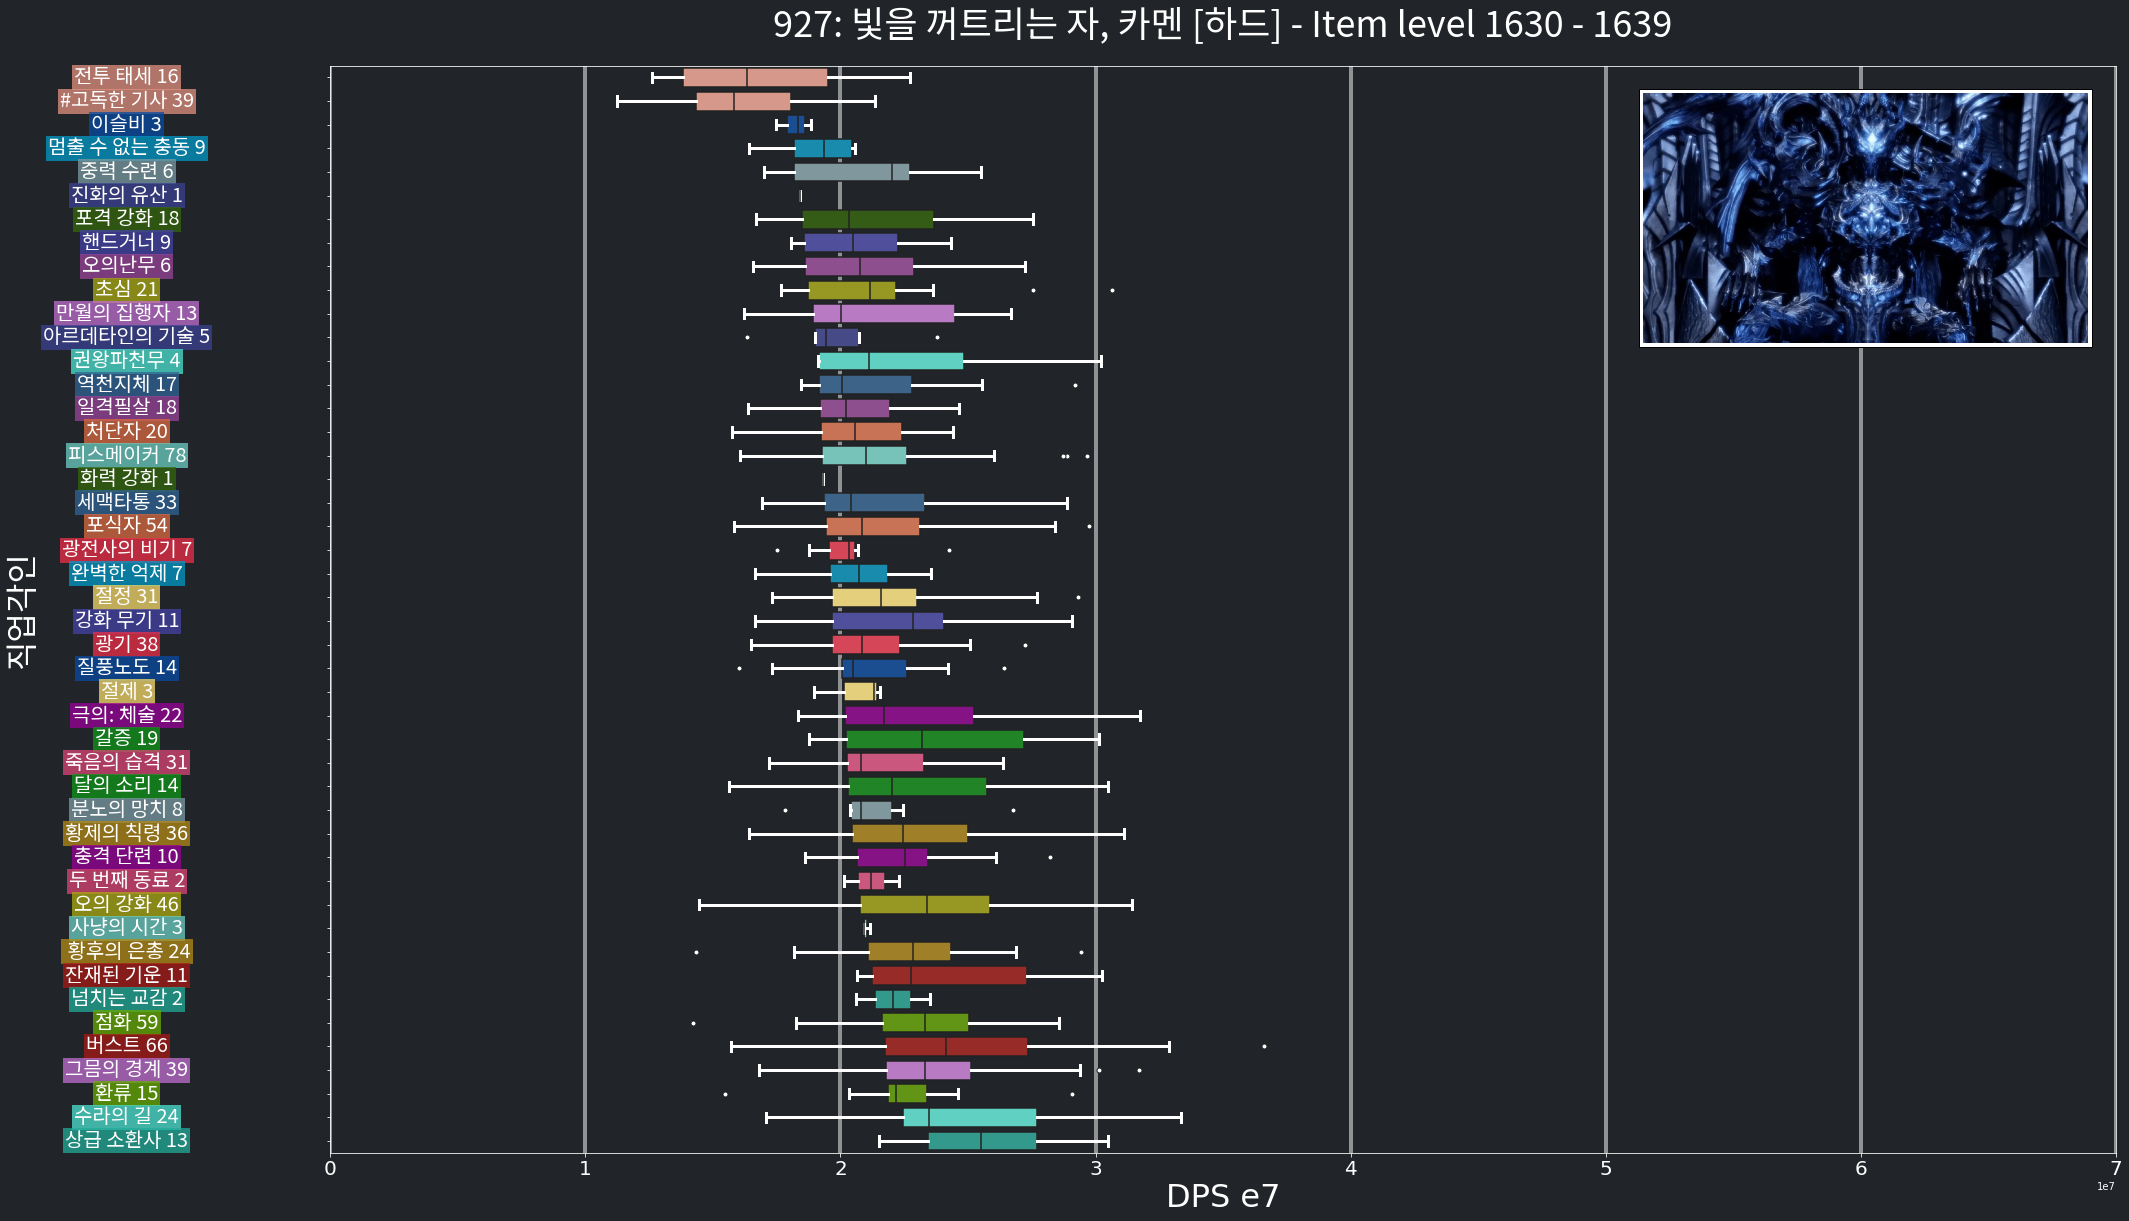 927: 빛을 꺼트리는 자, 카멘 [하드] - Item level 1630 - 1639
직업각인
전투 태세 16
#고독한 기사 39
이슬비 3
멈출 수 없는 충동 9
중력 수련 6
진화의 유산 1
포격 강화 18
핸드거너 9
오의난무 6
초심 21
만월의 집행자 13
아르데타인의 기술 5
권왕파천무 4
역천지체 17
일격필살 18
처단자 20
피스메이커 78
화력 강화 1
세맥타통 33
포식자 54
광전사의 비기 7
완벽한 억제 7
절정 31
강화 무기 11
광기 38
질풍노도 14
절제 3
극의: 체술 22
갈증 19
죽음의 습격 31
달의 소리 14
분노의 망치 8
황제의 칙령 36
충격 단련 10
두 번째 동료 2
오의 강화 46
사냥의 시간 3
황후의 은총 24
잔재된 기운 11
넘치는 교감 2
점화 59
버스트 66
그믐의 경계 39
환류 15
수라의 길 24
상급 소환사 13
0 1 2 3 4 5 6 7
1e7
DPS e7